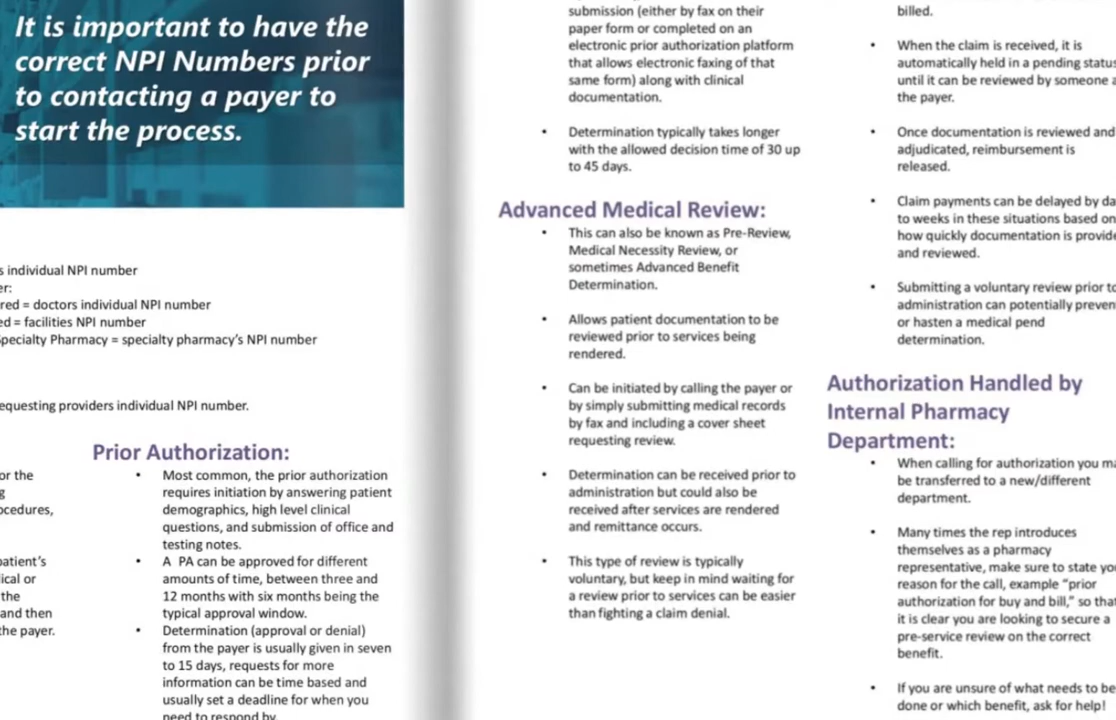 It is important to have the
correct NPI Numbers prior
to contacting a payer to
start the process.
s individual NPI number
er:
red = doctors individual NPI number
ed = facilities NPI number
Specialty Pharmacy = specialty pharmacy's NPI number
equesting providers individual NPI number.
or the
g
ocedures,
patient's
ical or
the
and then
the payer.
Prior Authorization:
• Most common, the prior authorization
requires initiation by answering patient
demographics, high level clinical
questions, and submission of office and
testing notes.
• A PA can be approved for different
amounts of time, between three and
12 months with six months being the
typical approval window.
• Determination (approval or denial)
from the payer is usually given in seven
to 15 days, requests for more
information can be time based and
usually set a deadline for when you
need to respond by.
submission (either by fax on their
paper form or completed on an
electronic prior authorization platform
that allows electronic faxing of that
same form) along with clinical
documentation.
• Determination typically takes longer
with the allowed decision time of 30 up
to 45 days.
Advanced Medical Review:
• This can also be known as Pre-Review,
Medical Necessity Review, or
sometimes Advanced Benefit
Determination.
• Allows patient documentation to be
reviewed prior to services being
rendered.
• Can be initiated by calling the payer or
by simply submitting medical records
by fax and including a cover sheet
requesting review.
• Determination can be received prior to
administration but could also be
received after services are rendered
and remittance occurs.
• This type of review is typically
voluntary, but keep in mind waiting for
a review prior to services can be easier
than fighting a claim denial.
billed.
• When the claim is received, it is
automatically held in a pending status
until it can be reviewed by someone a
the payer.
• Once documentation is reviewed and
adjudicated, reimbursement is
released.
• Claim payments can be delayed by da
to weeks in these situations based on
how quickly documentation is provide
and reviewed.
• Submitting a voluntary review prior to
administration can potentially preven
or hasten a medical pend
determination.
Authorization Handled by
Internal Pharmacy
Department:
• When calling for authorization you ma
be transferred to a new/different
department.
• Many times the rep introduces
themselves as a pharmacy
representative, make sure to state you
reason for the call, example "prior
authorization for buy and bill," so that
it is clear you are looking to secure a
pre-service review on the correct
benefit.
• If you are unsure of what needs to be
done or which benefit, ask for help!